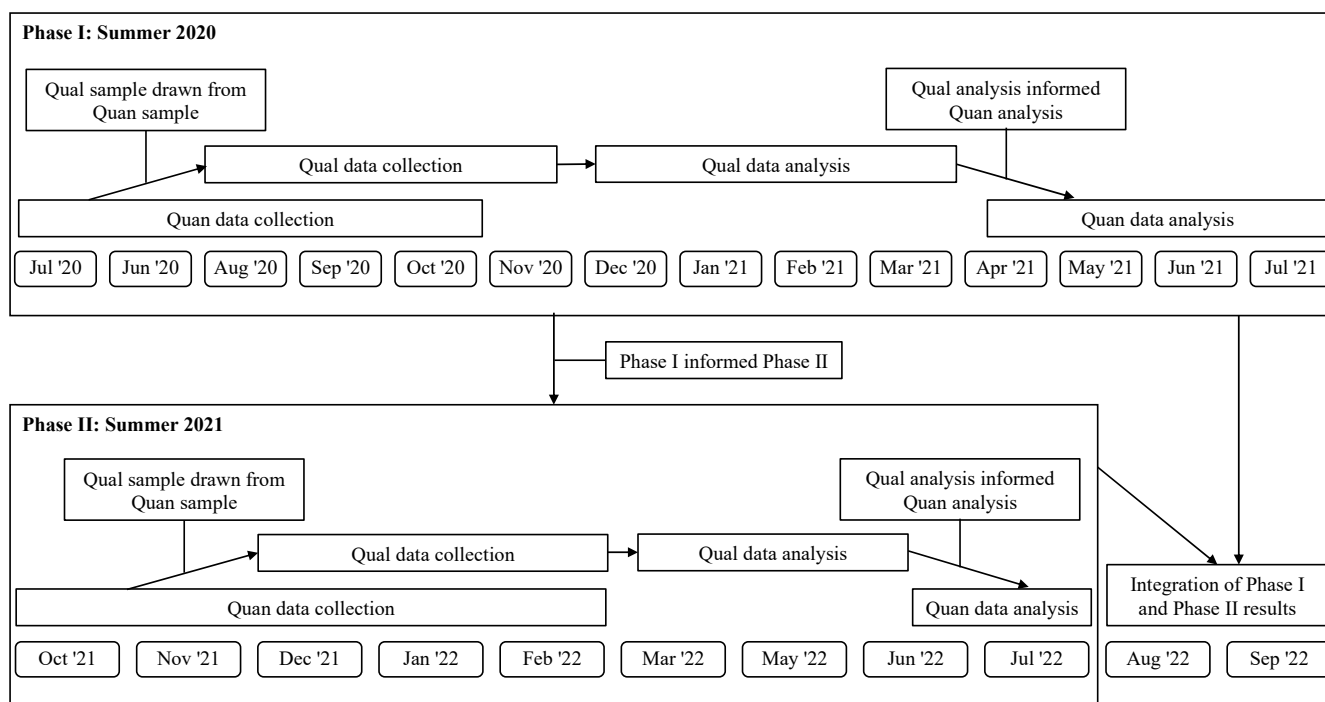 Phase I: Summer 2020
Qual sample drawn from
Quan sample
Qual analysis informed
Quan analysis
Qual data collection
Qual data analysis
Quan data collection
Quan data analysis
Jul '20
Jun '20
Aug '20
Sep '20
Oct '20
Nov '20
Dec '20
Jan '21
Feb '21
Mar '21
Apr '21
May '21
Jun '21
Jul '21
Phase I informed Phase II
Phase II: Summer 2021
Qual sample drawn from
Quan sample
Qual analysis informed
Quan analysis
Qual data collection
Qual data analysis
Quan data collection
Quan data analysis
Integration of Phase I
and Phase II results
Oct '21
Nov '21
Dec '21
Jan '22
Feb '22
Mar '22
May '22
Jun '22
Jul '22
Aug '22
Sep '22